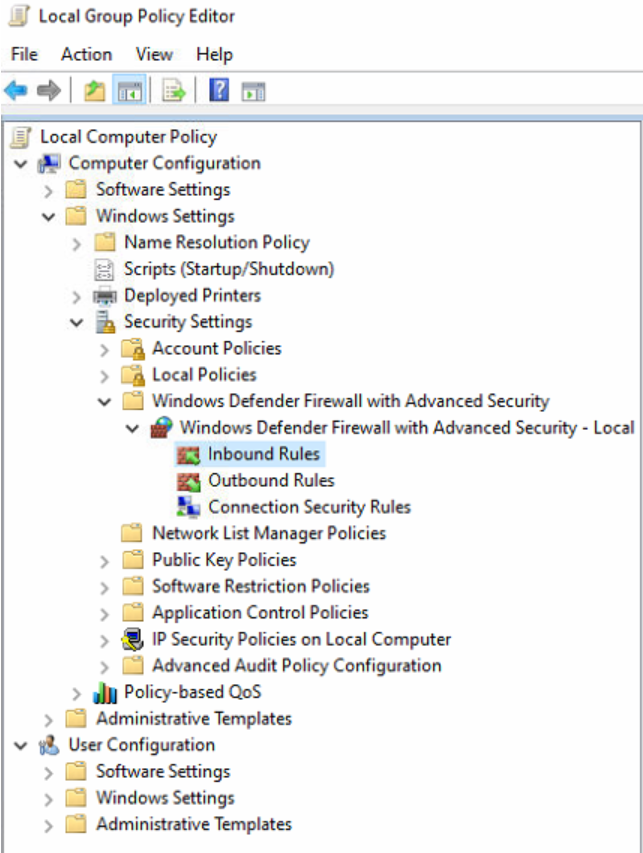 Local Group Policy Editor
File Action View Help
Local Computer Policy
Computer Configuration
Software Settings
Windows Settings
Name Resolution Policy
Scripts (Startup/Shutdown)
Deployed Printers
Security Settings
Account Policies
Local Policies
Windows Defender Firewall with Advanced Security
Windows Defender Firewall with Advanced Security - Local
Inbound Rules
Outbound Rules
Connection Security Rules
Network List Manager Policies
Public Key Policies
Software Restriction Policies
Application Control Policies
IP Security Policies on Local Computer
Advanced Audit Policy Configuration
Policy-based QoS
Administrative Templates
User Configuration
Software Settings
Windows Settings
Administrative Templates